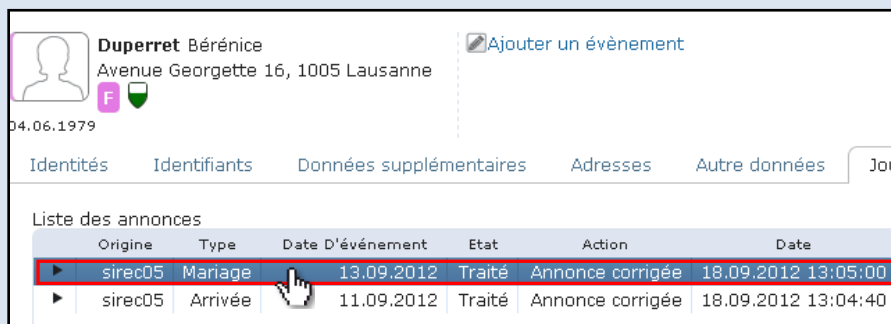 Duperret Bérénice
Avenue Georgette 16, 1005 Lausanne
F
04.06.1979
Ajouter un évènement
Identités Identifiants Données supplémentaires Adresses Autre données Jou
Liste des annonces
Origine Type Date D'événement Etat Action Date
sirec05 Mariage 13.09.2012 Traité Annonce corrigée 18.09.2012 13:05:00
sirec05 Arrivée 11.09.2012 Traité Annonce corrigée 18.09.2012 13:04:40